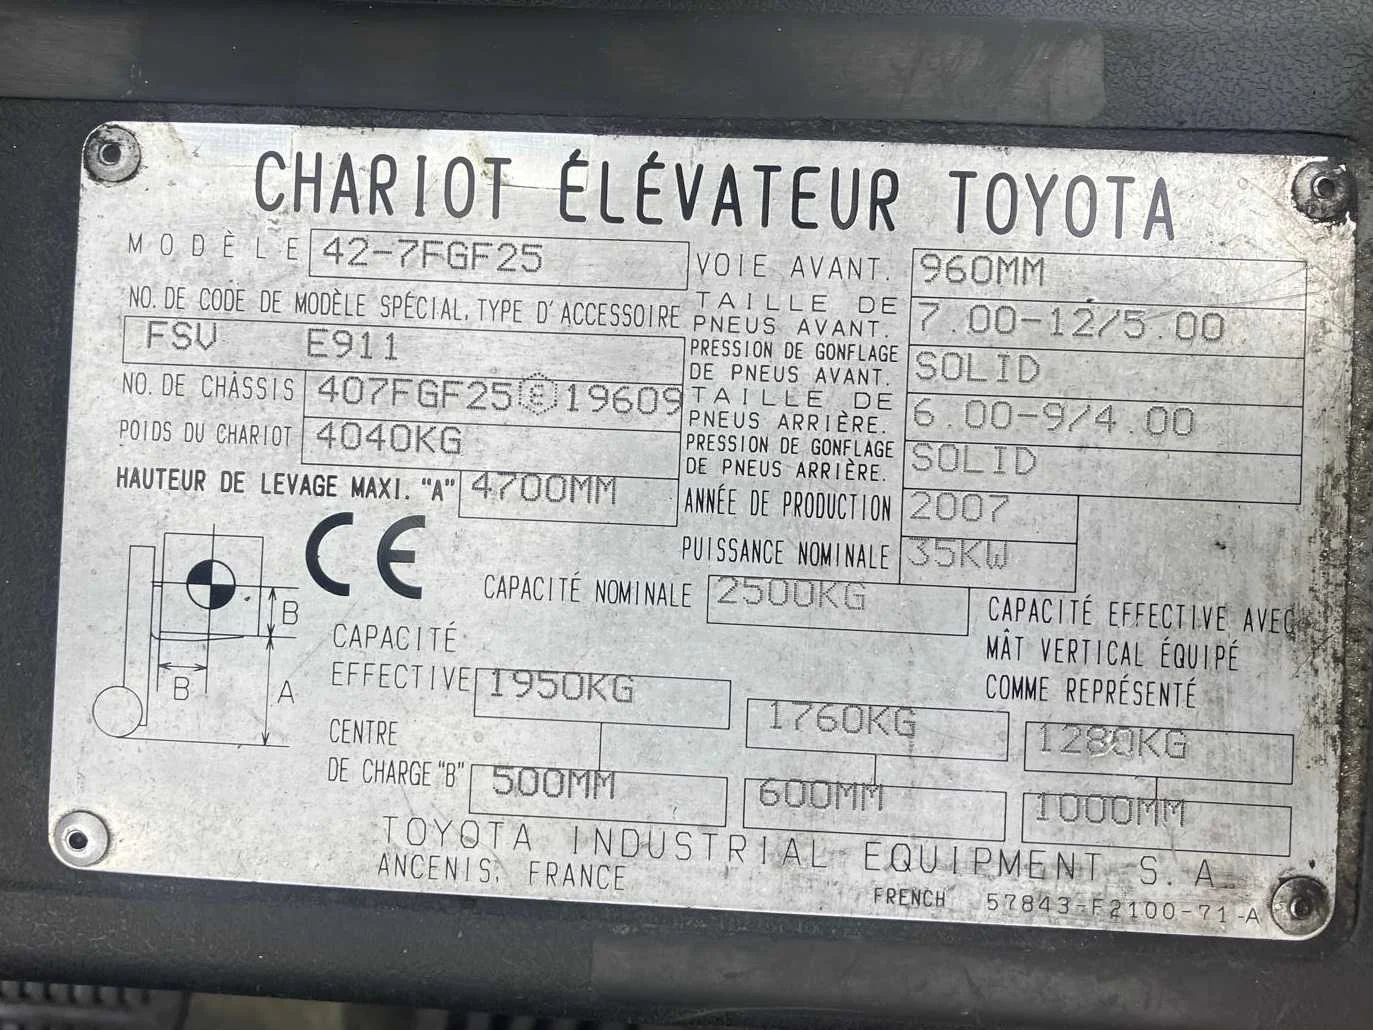 CHARIOT ÉLÉVATEUR TOYOTA
MODÈLE 42-7FGF25
NO. DE CODE DE MODÈLE SPÉCIAL, TYPE D'ACCESSOIRE
FSV E911
NO. DE CHÂSSIS 407FGF25 E 19609
POIDS DU CHARIOT 4040KG
HAUTEUR DE LEVAGE MAXI. "A" 4700MM
VOIE AVANT. 960MM
TAILLE DE
PNEUS AVANT. 7.00-12/5.00
PRESSION DE GONFLAGE
DE PNEUS AVANT. SOLID
TAILLE DE
PNEUS ARRIÈRE. 6.00-9/4.00
PRESSION DE GONFLAGE
DE PNEUS ARRIÈRE. SOLID
ANNÉE DE PRODUCTION 2007
PUISSANCE NOMINALE 35KW
CE
CAPACITÉ NOMINALE 2500KG
B
B
A
CAPACITÉ EFFECTIVE AVEC
MÂT VERTICAL ÉQUIPÉ
COMME REPRÉSENTÉ
CAPACITÉ
EFFECTIVE 1950KG 1760KG 1280KG
CENTRE
DE CHARGE "B" 500MM 600MM 1000MM
TOYOTA INDUSTRIAL EQUIPMENT S.A.
ANCENIS, FRANCE
FRENCH 57843-F2100-71-A